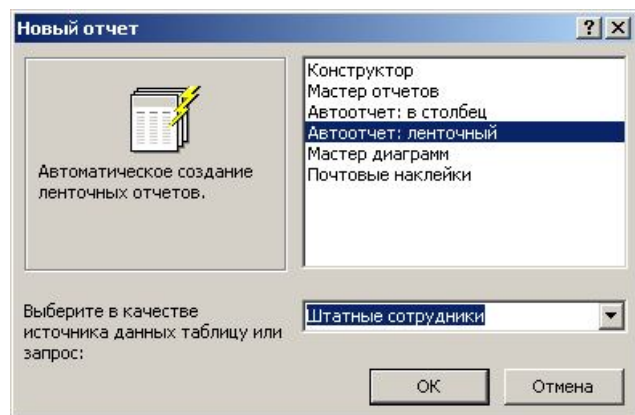 Новый отчет
Автоматическое создание
ленточных отчетов.
Конструктор
Мастер отчетов
Автоотчет: в столбец
Автоотчет: ленточный
Мастер диаграмм
Почтовые наклейки
Выберите в качестве
источника данных таблицу или
запрос:
Штатные сотрудники
ОК
Отмена